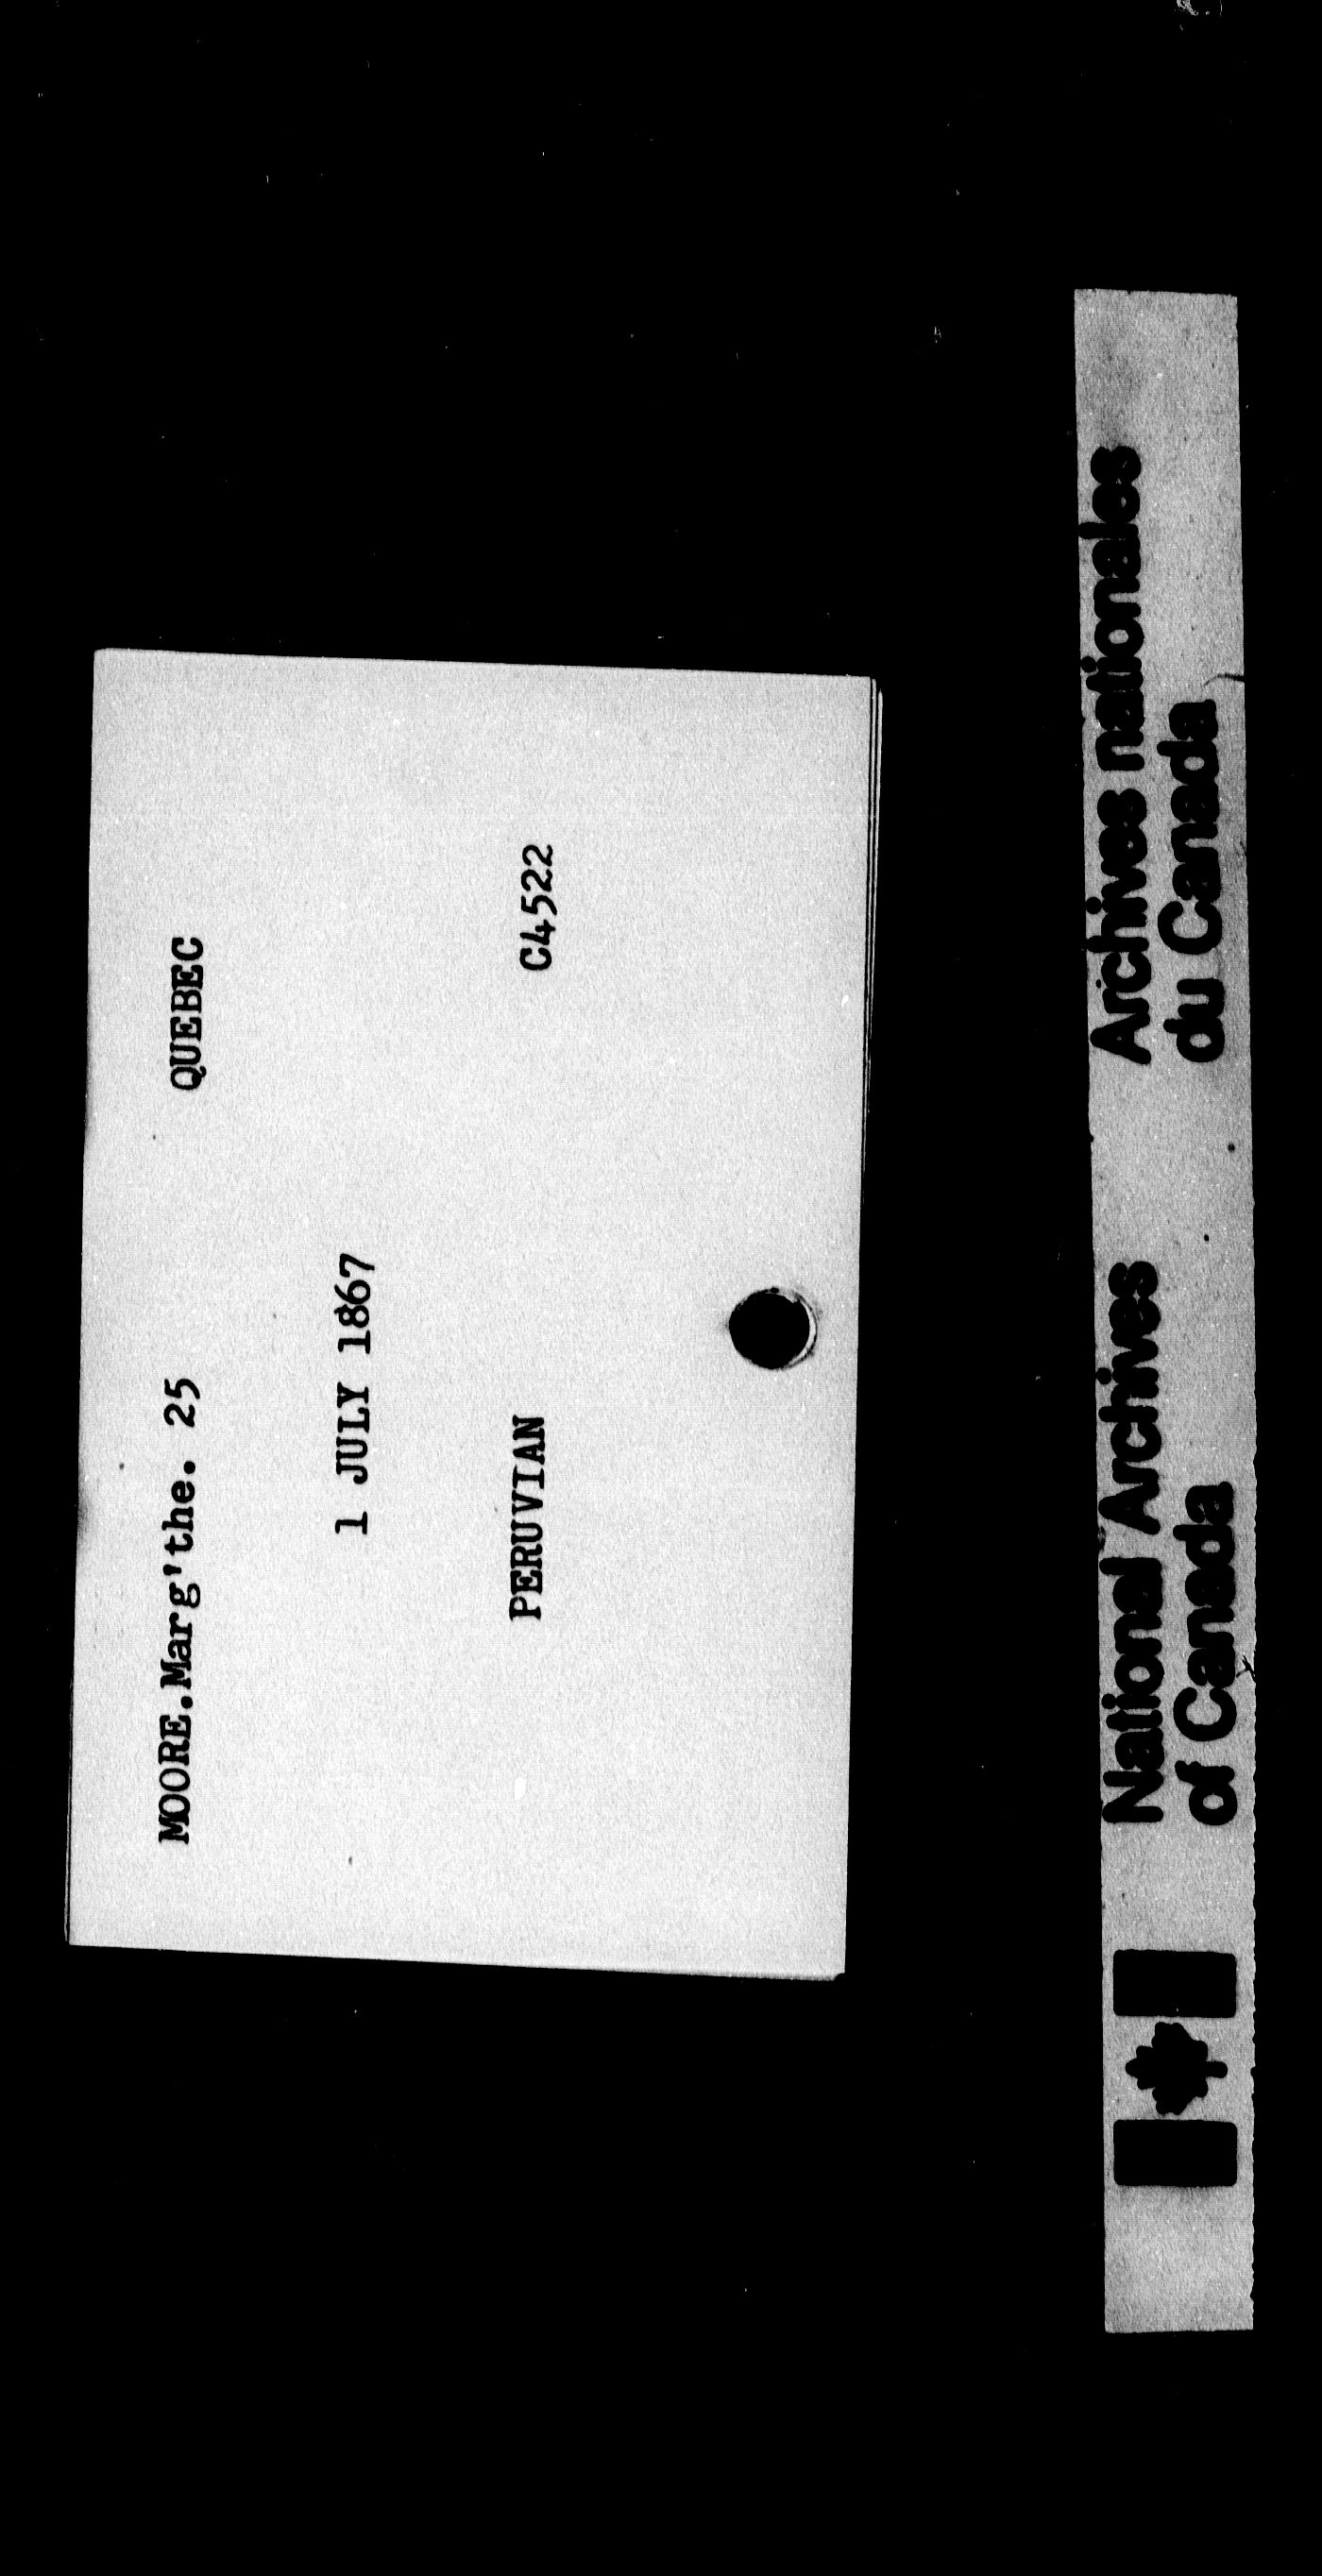 MOORE.Marg'the. 25 QUEBEC
1 JULY 1867
PERUVIAN C4522
National Archives
of Canada
Archives nationales
du Canada